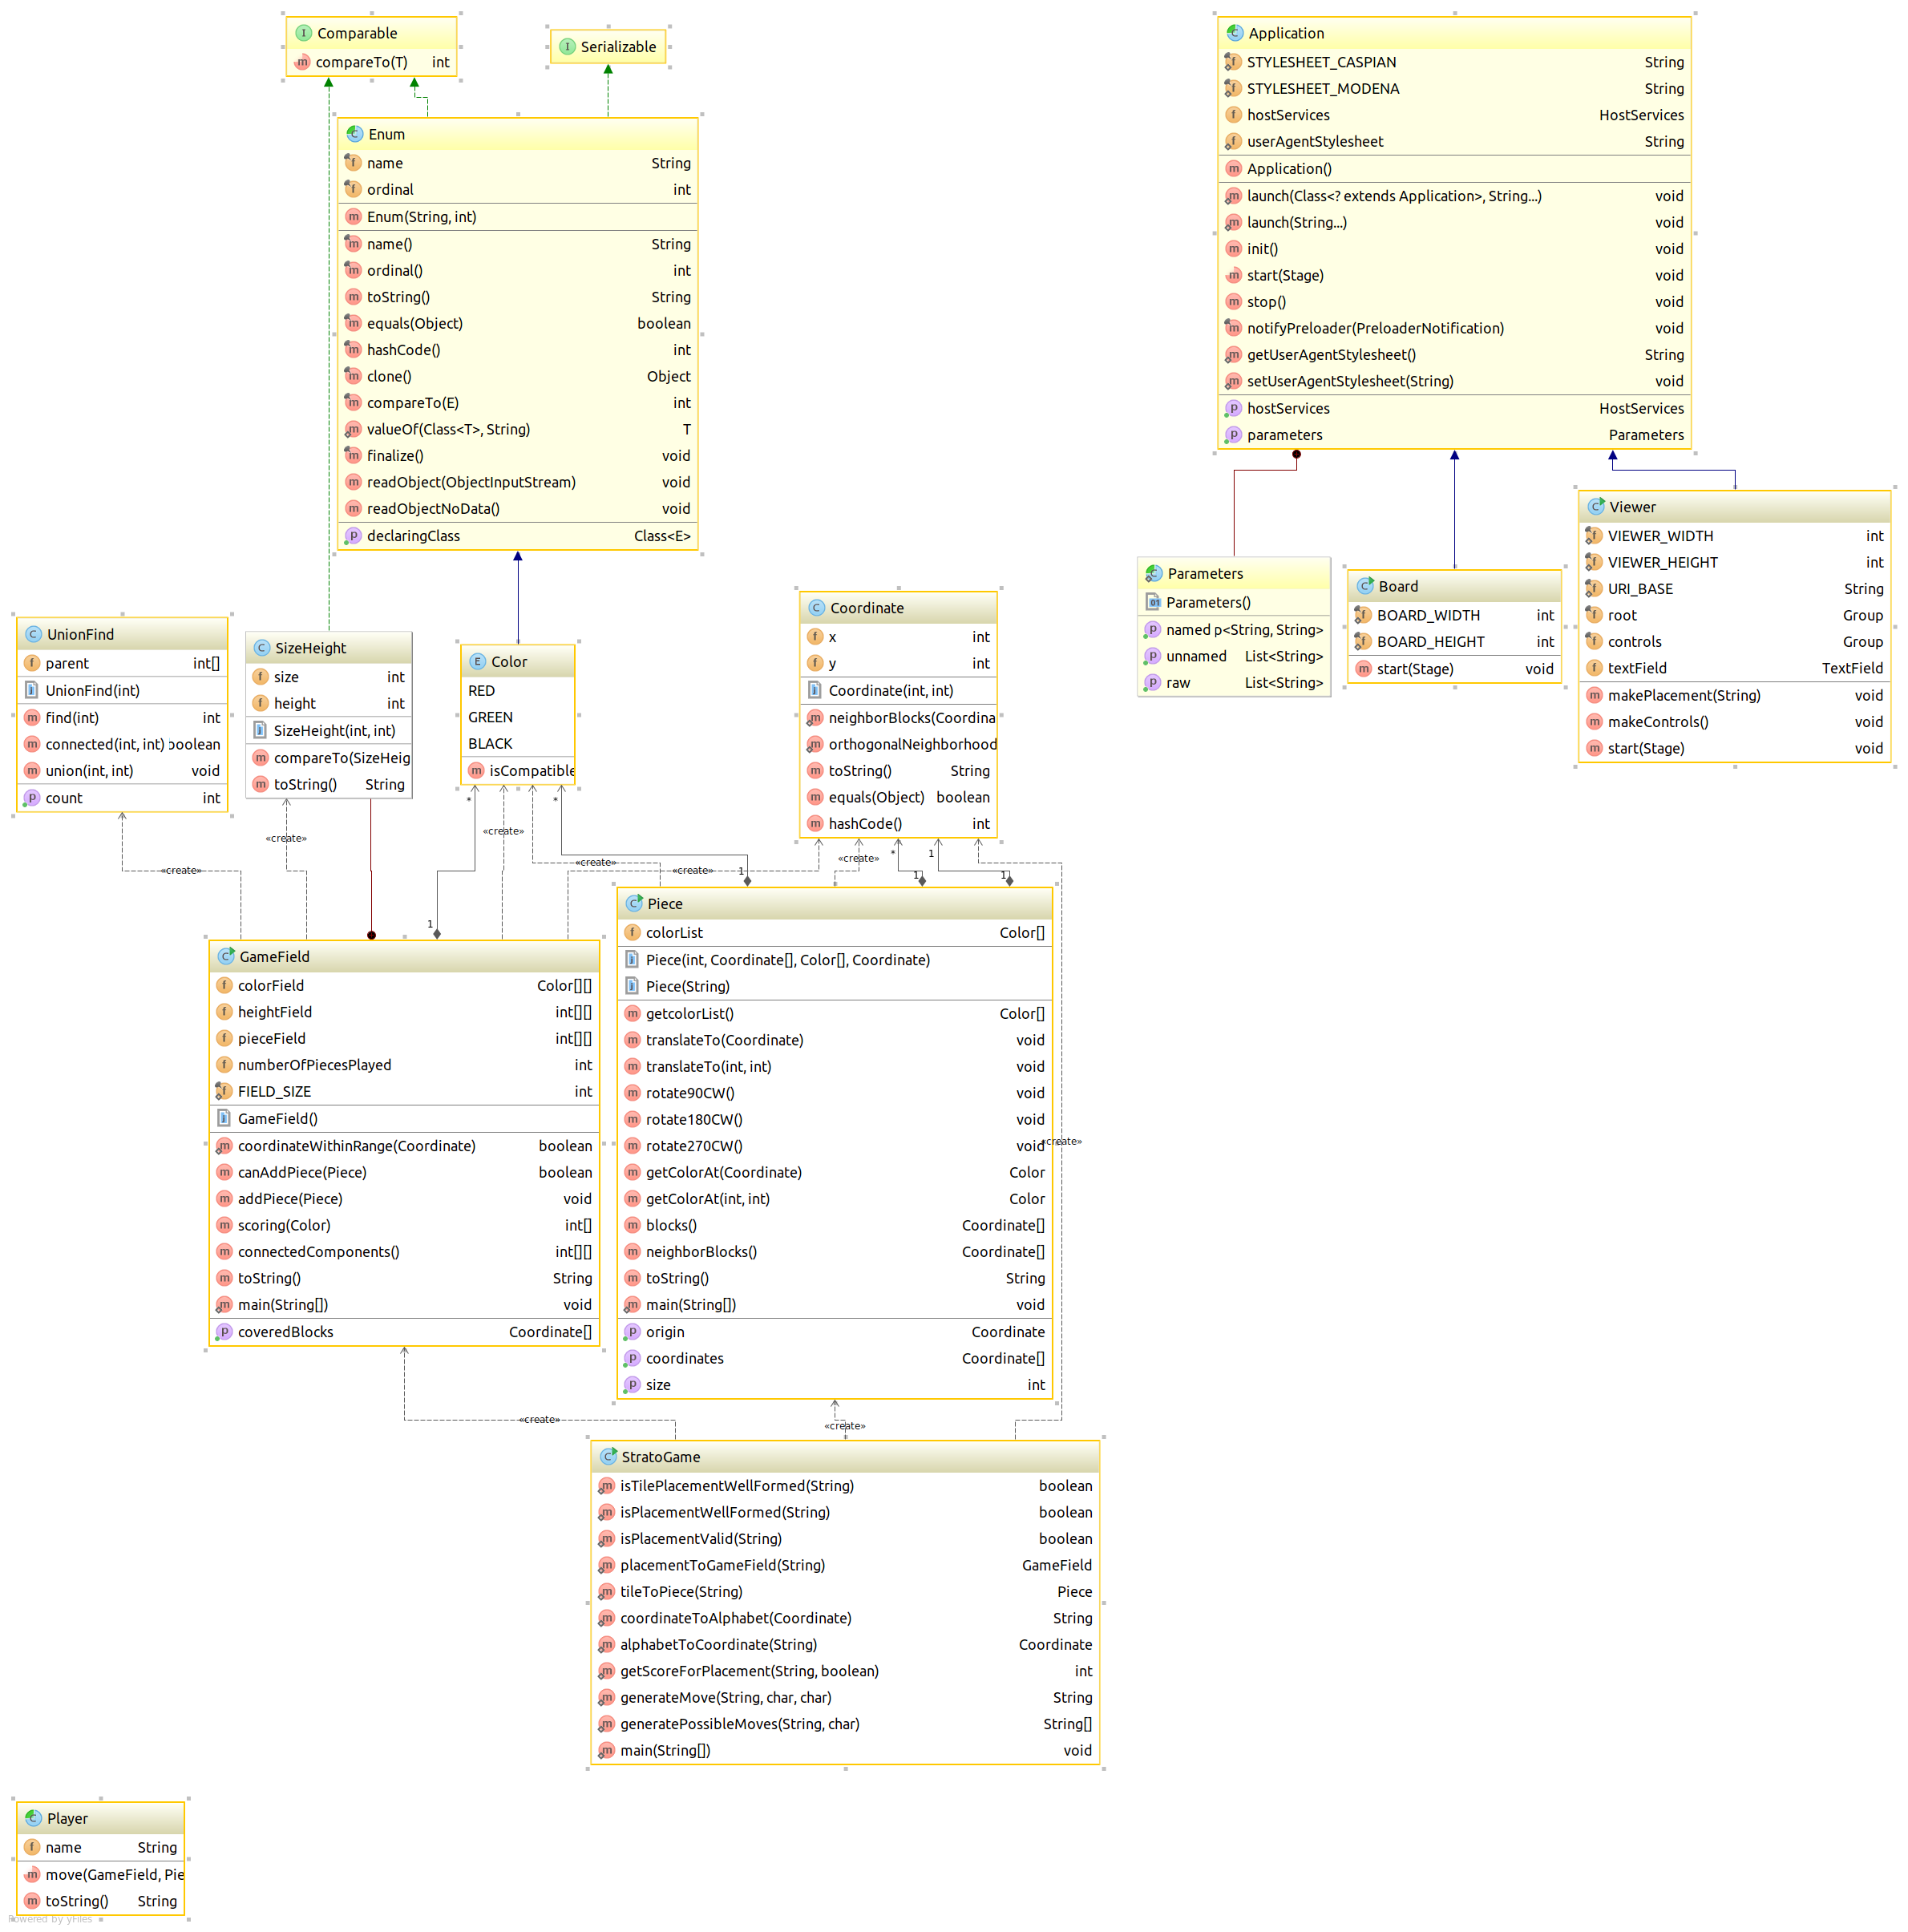 Comparable
compareTo(T) int
Serializable
Enum
name String
ordinal int
Enum(String, int)
name() String
ordinal() int
toString() String
equals(Object) boolean
hashCode() int
clone() Object
compareTo(E) int
valueOf(Class<T>, String) T
finalize() void
readObject(ObjectInputStream) void
readObjectNoData() void
declaringClass Class<E>
Application
STYLESHEET_CASPIAN String
STYLESHEET_MODENA String
hostServices HostServices
userAgentStylesheet String
Application()
launch(Class<? extends Application>, String...) void
launch(String...) void
init() void
start(Stage) void
stop() void
notifyPreloader(PreloaderNotification) void
getUserAgentStylesheet() String
setUserAgentStylesheet(String) void
hostServices HostServices
parameters Parameters
Parameters
Parameters()
named p<String, String>
unnamed List<String>
raw List<String>
Board
BOARD_WIDTH int
BOARD_HEIGHT int
start(Stage) void
Viewer
VIEWER_WIDTH int
VIEWER_HEIGHT int
URI_BASE String
root Group
controls Group
textField TextField
makePlacement(String) void
makeControls() void
start(Stage) void
UnionFind
parent int[]
UnionFind(int)
find(int) int
connected(int, int) boolean
union(int, int) void
count int
SizeHeight
size int
height int
SizeHeight(int, int)
compareTo(SizeHeig
toString() String
Color
RED
GREEN
BLACK
isCompatible
Coordinate
x int
y int
Coordinate(int, int)
neighborBlocks(Coordina
orthogonalNeighborhood
toString() String
equals(Object) boolean
hashCode() int
* * «create» «create» «create» * 1
«create» «create» «create» 1 1 1
1
GameField
colorField Color[][]
heightField int[][]
pieceField int[][]
numberOfPiecesPlayed int
FIELD_SIZE int
GameField()
coordinateWithinRange(Coordinate) boolean
canAddPiece(Piece) boolean
addPiece(Piece) void
scoring(Color) int[]
connectedComponents() int[][]
toString() String
main(String[]) void
coveredBlocks Coordinate[]
Piece
colorList Color[]
Piece(int, Coordinate[], Color[], Coordinate)
Piece(String)
getcolorList() Color[]
translateTo(Coordinate) void
translateTo(int, int) void
rotate90CW() void
rotate180CW() void
rotate270CW() void
«create»
getColorAt(Coordinate) Color
getColorAt(int, int) Color
blocks() Coordinate[]
neighborBlocks() Coordinate[]
toString() String
main(String[]) void
origin Coordinate
coordinates Coordinate[]
size int
«create» «create»
StratoGame
isTilePlacementWellFormed(String) boolean
isPlacementWellFormed(String) boolean
isPlacementValid(String) boolean
placementToGameField(String) GameField
tileToPiece(String) Piece
coordinateToAlphabet(Coordinate) String
alphabetToCoordinate(String) Coordinate
getScoreForPlacement(String, boolean) int
generateMove(String, char, char) String
generatePossibleMoves(String, char) String[]
main(String[]) void
Player
name String
move(GameField, Pie
toString() String
Powered by yFiles